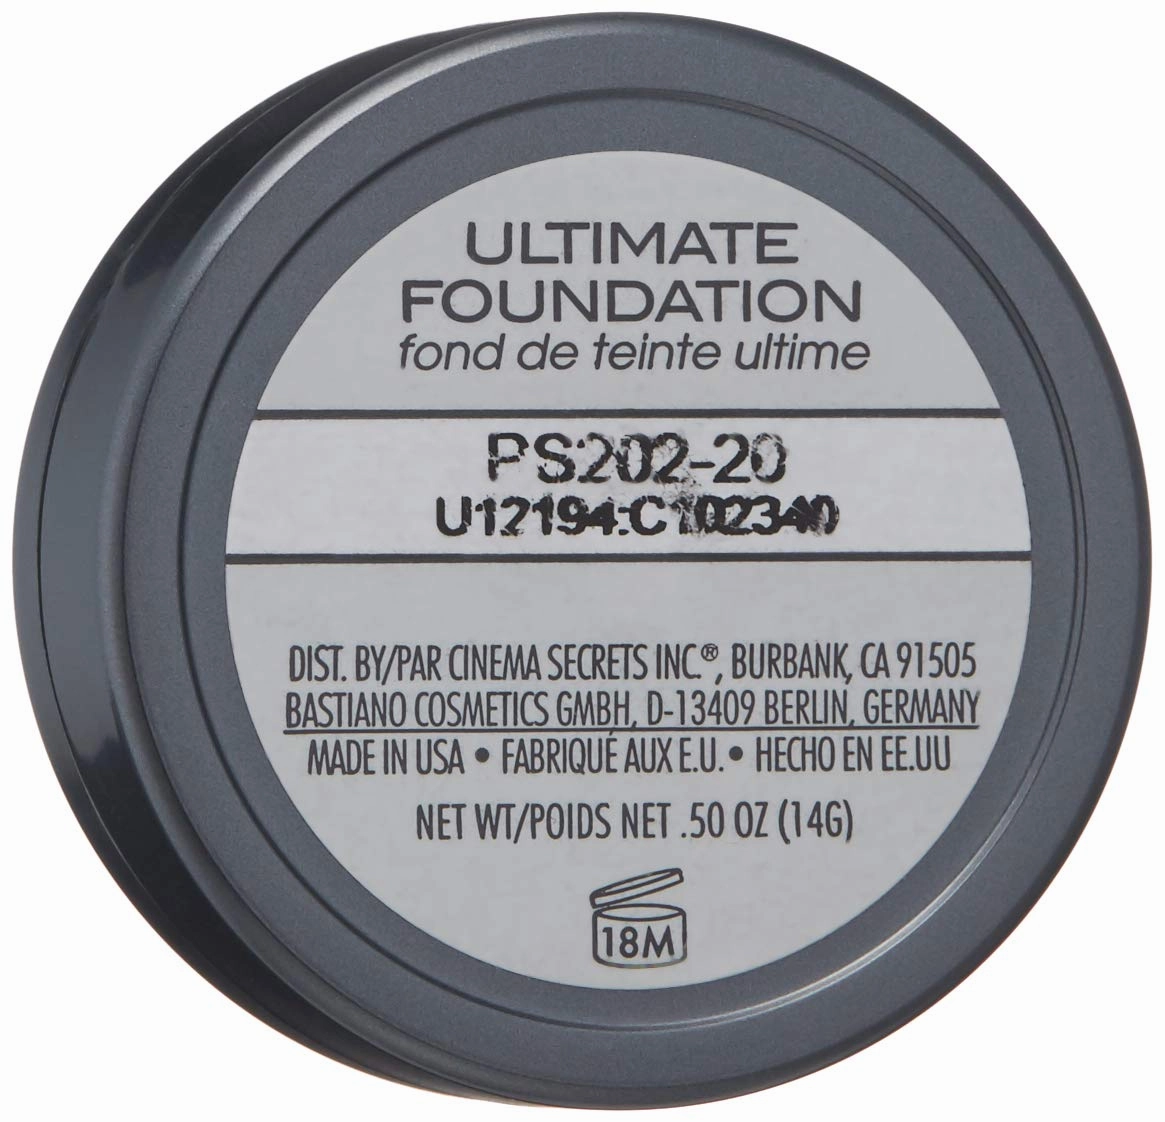 ULTIMATE
FOUNDATION
fond de teinte ultime
PS202-20
U12194:C102340
DIST. BY/PAR CINEMA SECRETS INC.®, BURBANK, CA 91505
BASTIANO COSMETICS GMBH, D-13409 BERLIN, GERMANY
MADE IN USA • FABRIQUÉ AUX E.U. • HECHO EN EE.UU
NET WT/POIDS NET .50 OZ (14G)
18M